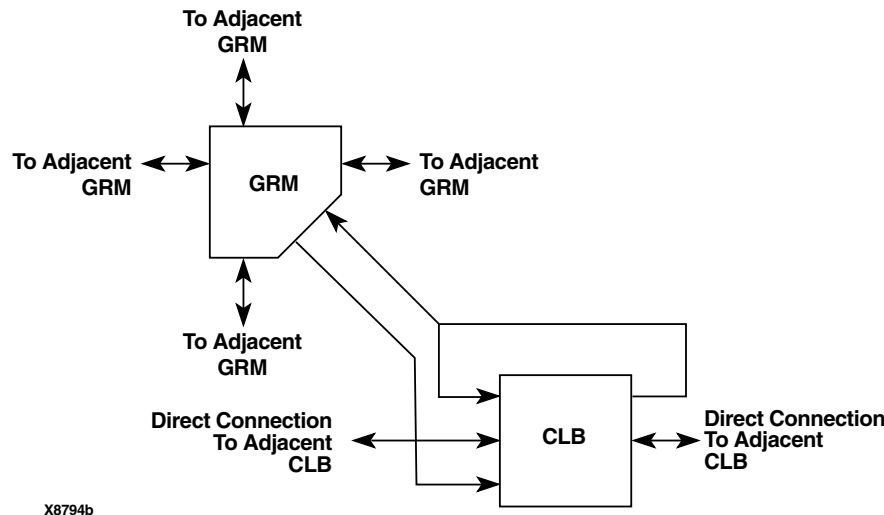 To Adjacent
GRM
To Adjacent
GRM
GRM
To Adjacent
GRM
To Adjacent
GRM
Direct Connection
To Adjacent
CLB
CLB
Direct Connection
To Adjacent
CLB
X8794b